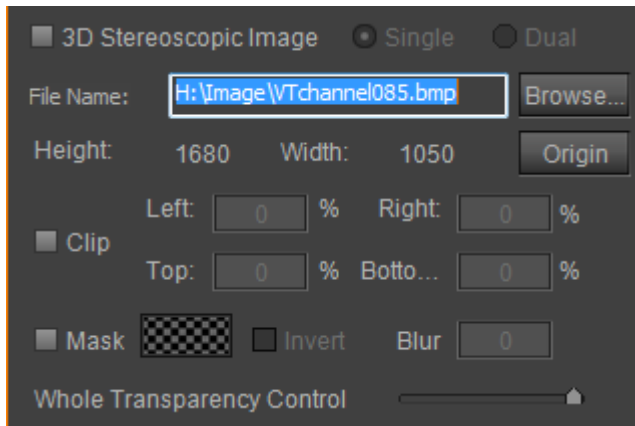 3D Stereoscopic Image Single Dual
File Name: H:\Image\VTchannel085.bmp Browse...
Height: 1680 Width: 1050 Origin
Left: 0 % Right: 0 %
Clip
Top: 0 % Botto... 0 %
Mask Invert Blur 0
Whole Transparency Control